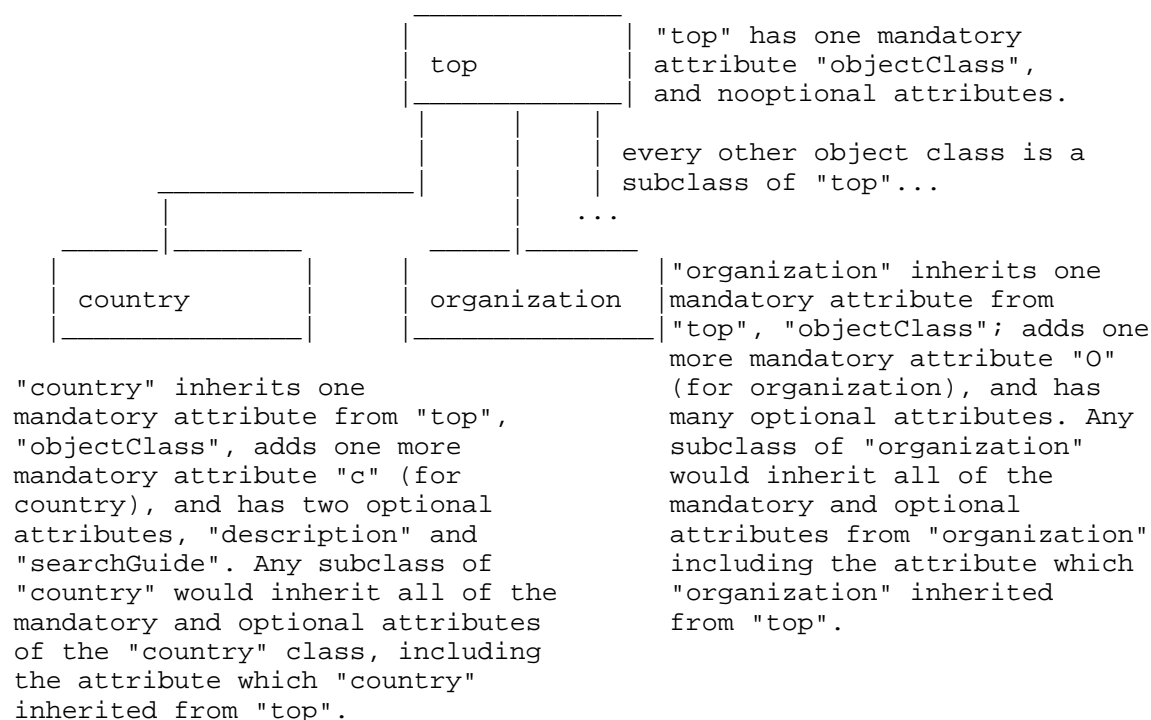 "top" has one mandatory
top
attribute "objectClass",
and nooptional attributes.
every other object class is a
subclass of "top"...
...
country
organization
"organization" inherits one
mandatory attribute from
"top", "objectClass"; adds one
more mandatory attribute "O"
(for organization), and has
many optional attributes. Any
subclass of "organization"
would inherit all of the
mandatory and optional
attributes from "organization"
including the attribute which
"organization" inherited
from "top".
"country" inherits one
mandatory attribute from "top",
"objectClass", adds one more
mandatory attribute "c" (for
country), and has two optional
attributes, "description" and
"searchGuide". Any subclass of
"country" would inherit all of the
mandatory and optional attributes
of the "country" class, including
the attribute which "country"
inherited from "top".